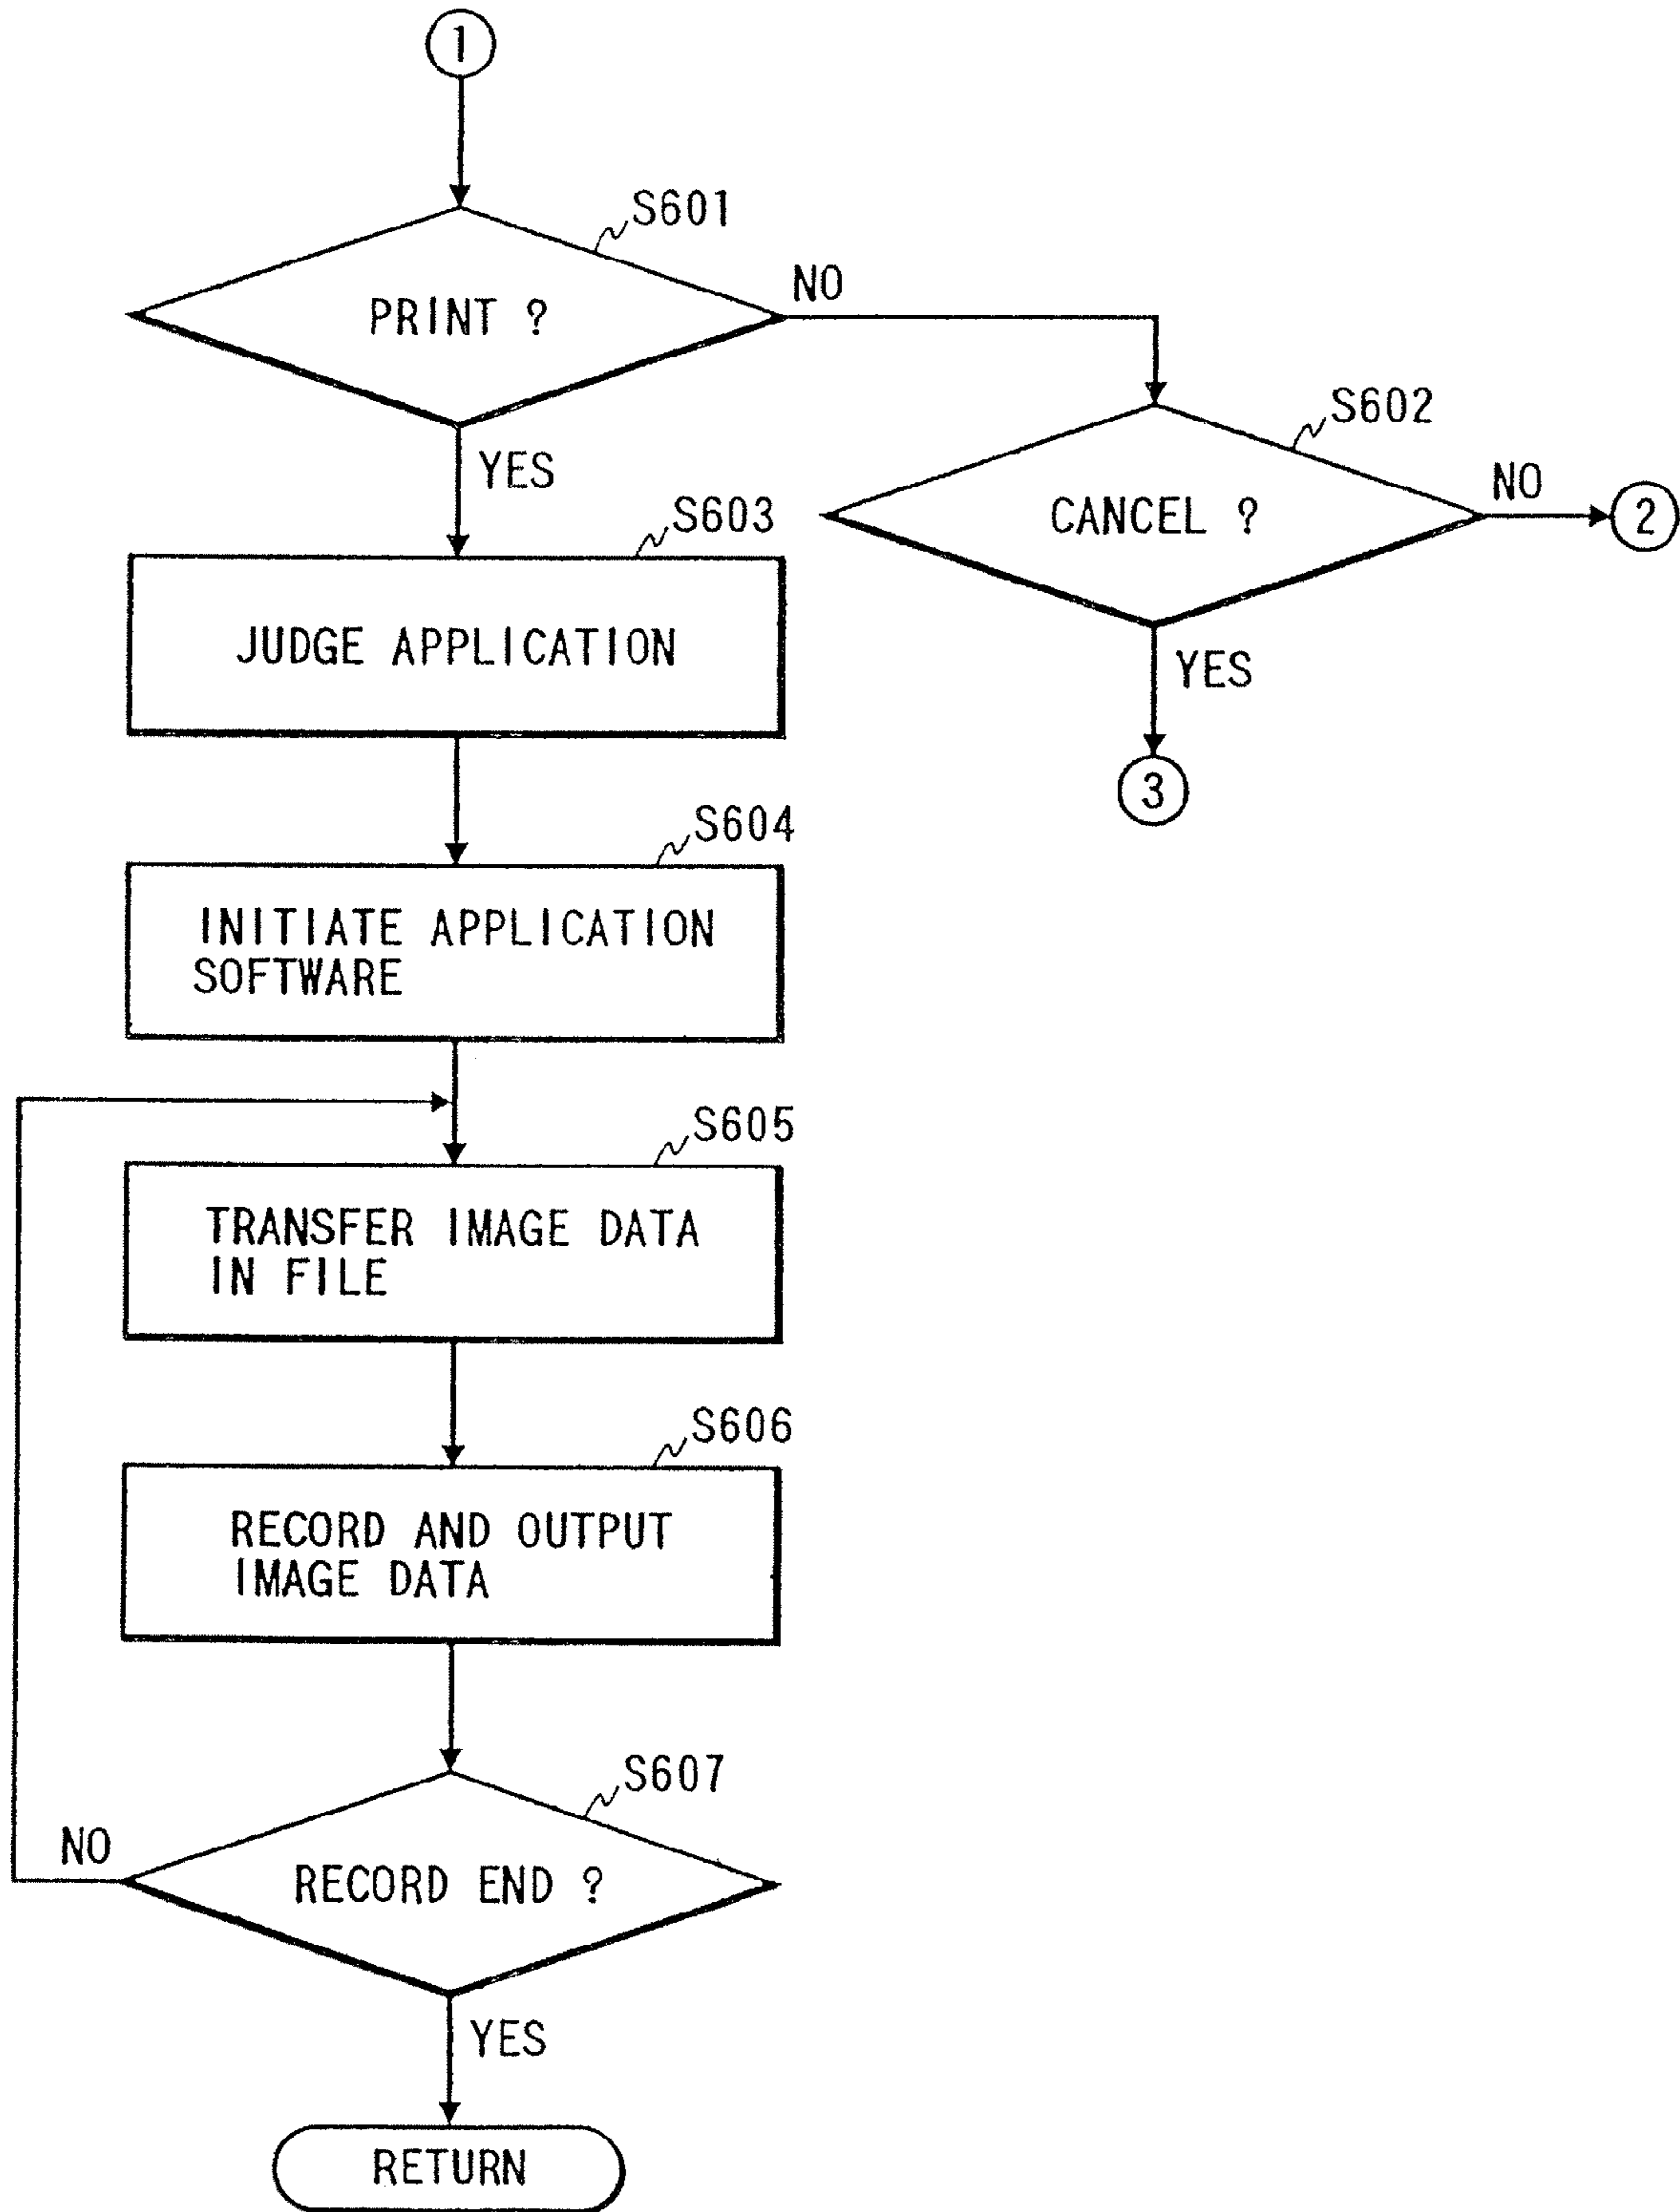 1
S601
PRINT ?
NO
S602
CANCEL ?
NO
2
YES
3
YES
S603
JUDGE APPLICATION
S604
INITIATE APPLICATION
SOFTWARE
S605
TRANSFER IMAGE DATA
IN FILE
S606
RECORD AND OUTPUT
IMAGE DATA
S607
NO
RECORD END ?
YES
RETURN